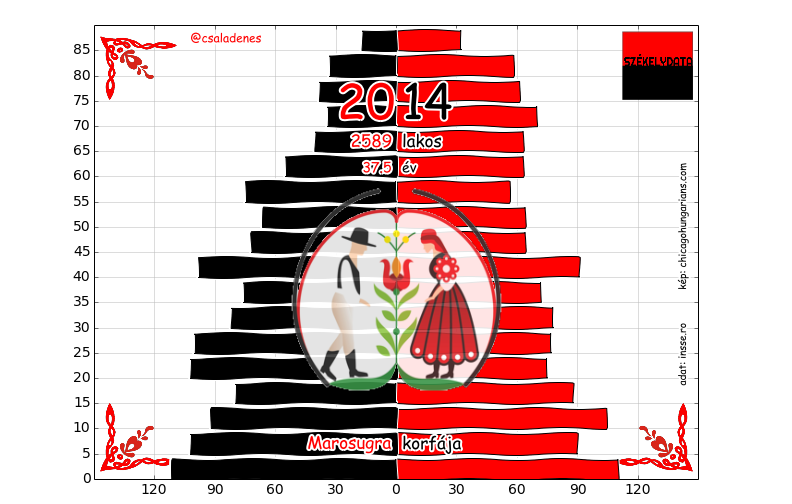 @csaladenes
SZÉKELYDATA
2014
2589 lakos
37.5 év
kép: chicagohungarians.com
adat: insse.ro
Marosugra korfája
85
80
75
70
65
60
55
50
45
40
35
30
25
20
15
10
5
0
120 90 60 30 0 30 60 90 120